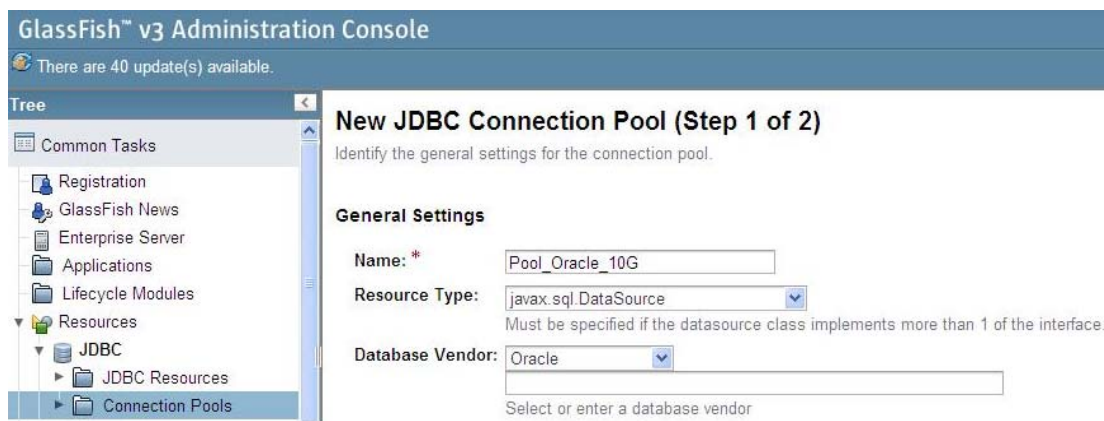 GlassFish™ v3 Administration Console
There are 40 update(s) available.
Tree
Common Tasks
Registration
GlassFish News
Enterprise Server
Applications
Lifecycle Modules
Resources
JDBC
JDBC Resources
Connection Pools
New JDBC Connection Pool (Step 1 of 2)
Identify the general settings for the connection pool.
General Settings
Name: * Pool_Oracle_10G
Resource Type: javax.sql.DataSource
Must be specified if the datasource class implements more than 1 of the interface.
Database Vendor: Oracle
Select or enter a database vendor